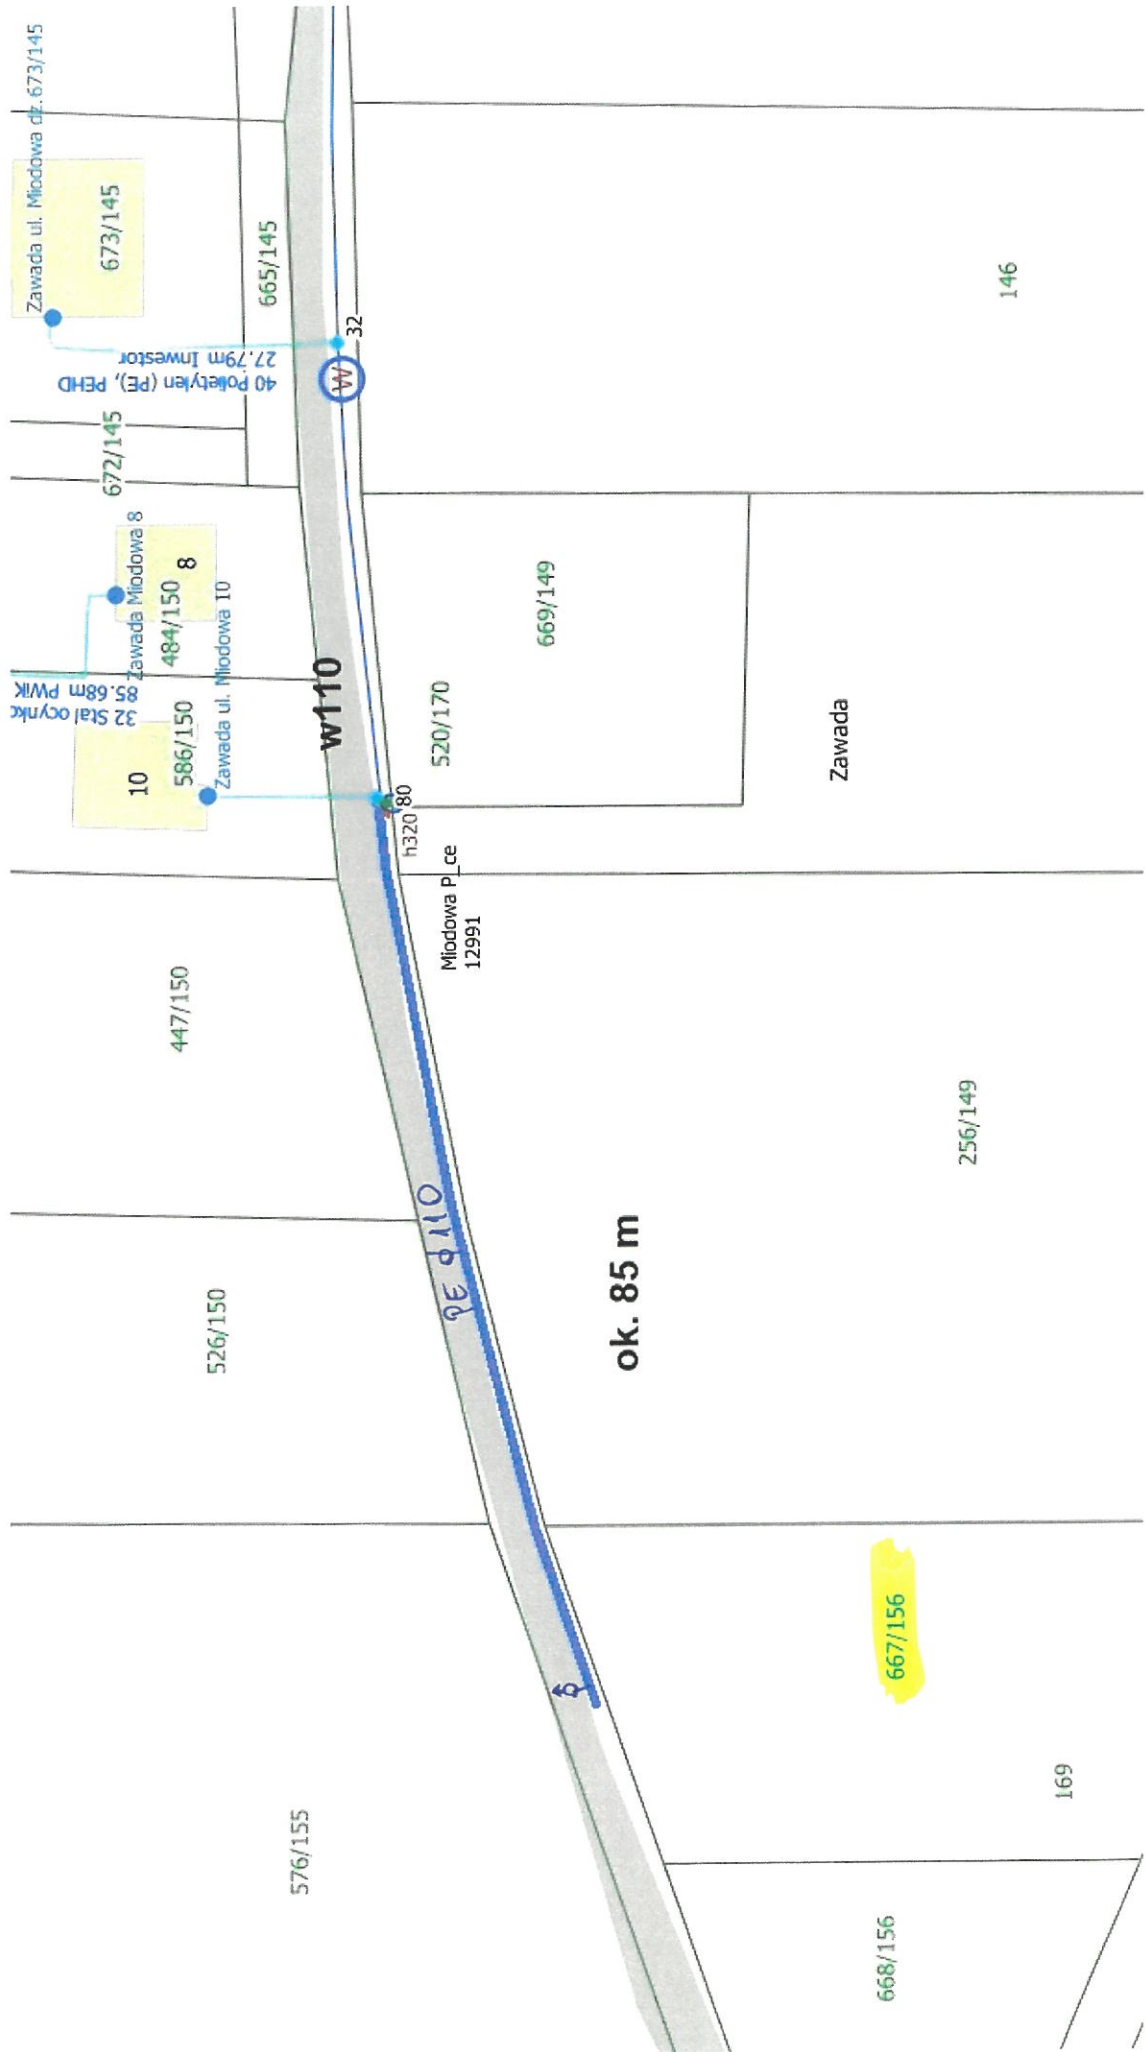 Zawada ul. Miodowa dz.673/145
673/145
665/145
40 Polietylen (PE), PEHD
27.79m Inwestor
32
W
146
672/145
Zawada Miodowa 8
8
484/150
32 Stal ocynkc
85.68m PWiK
10
586/150
Zawada ul. Miodowa 10
w110
669/149
520/170
80
h320
Miodowa P_ce
12991
Zawada
447/150
256/149
526/150
PE φ 110
ok. 85 m
667/156
169
576/155
668/156